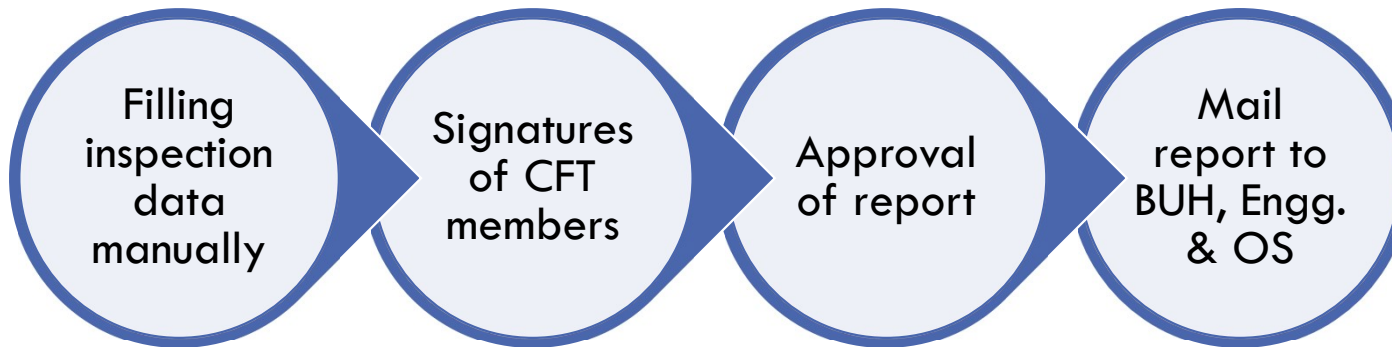 Filling
inspection
data
manually
Signatures
of CFT
members
Approval
of report
Mail
report to
BUH, Engg.
& OS